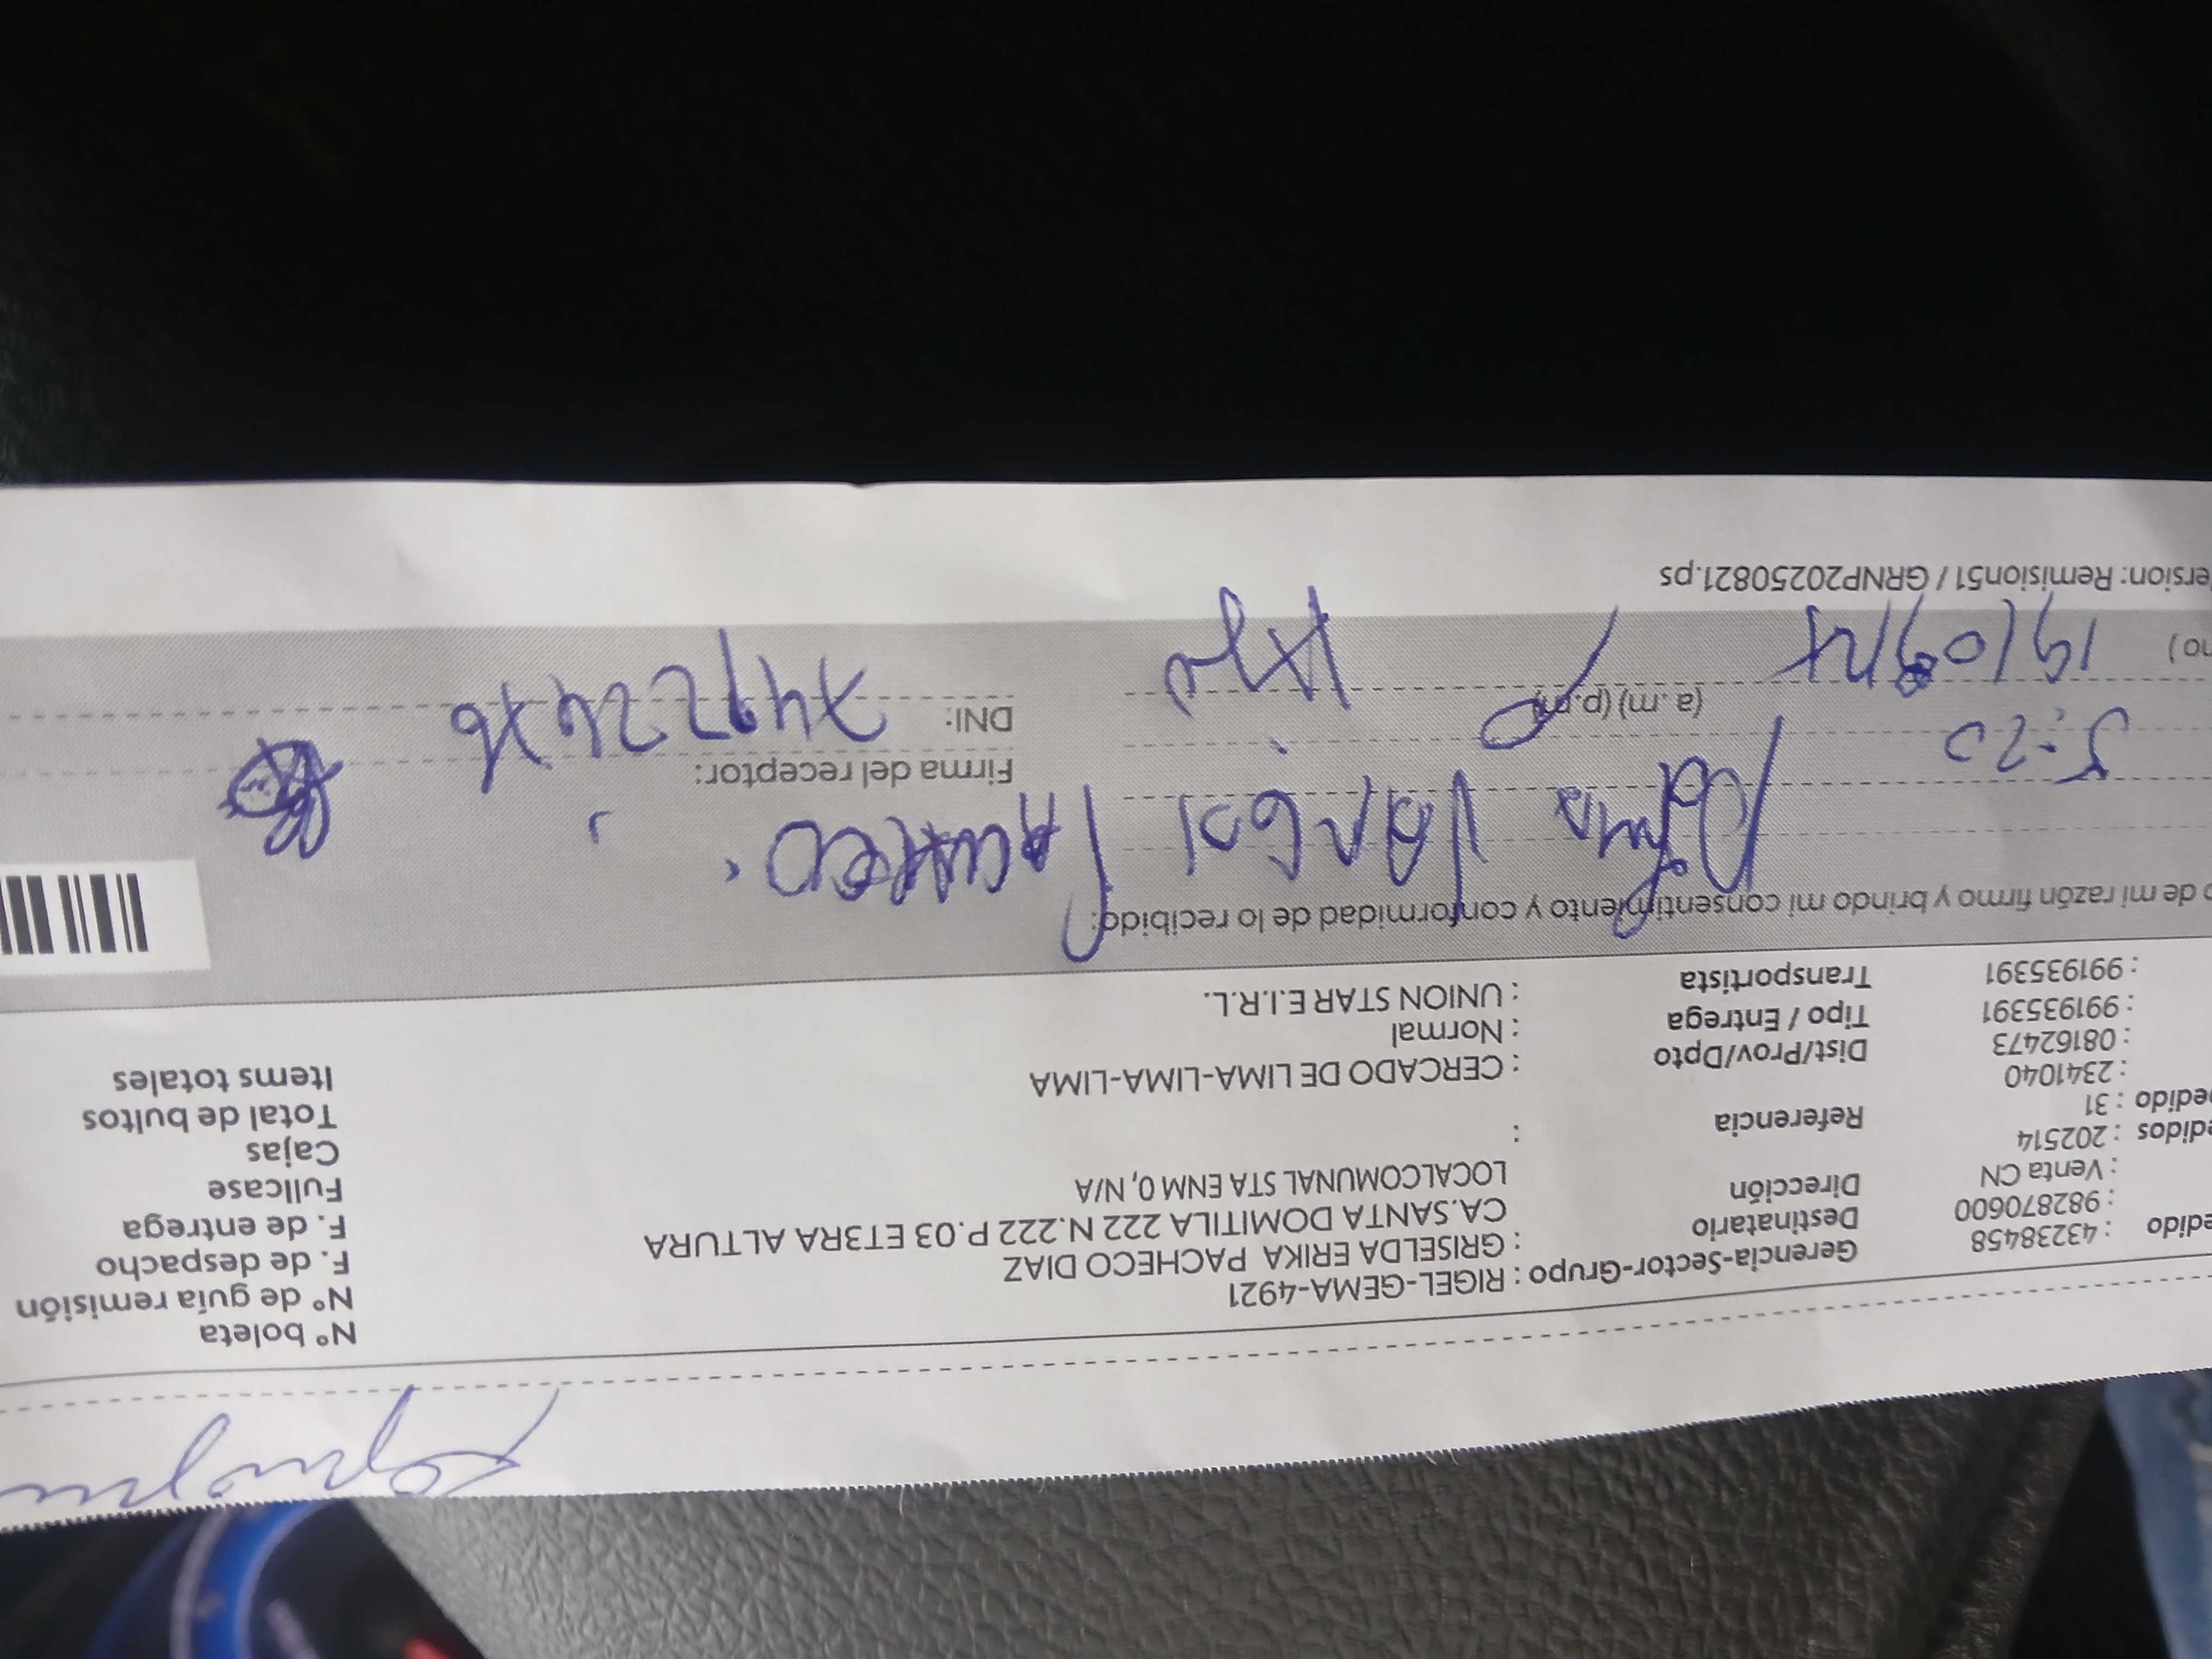 Nº boleta
Nº de guía remisión
F. de despacho
F. de entrega
Fullcase
Cajas
Total de bultos
Items totales
Gerencia-Sector-Grupo : RIGEL-GEMA-4921
Destinatario : GRISELDA ERIKA PACHECO DIAZ
Dirección CA.SANTA DOMITILA 222 N.222 P.03 ET3RA ALTURA
LOCALCOMUNAL STA ENM 0, N/A
Referencia :
Dist/Prov/Dpto : CERCADO DE LIMA-LIMA-LIMA
Tipo / Entrega : Normal
Transportista : UNION STAR E.I.R.L.
edido : 43238458
: 982870600
: Venta CN
edidos : 202514
edido : 31
: 2341040
: 08162473
: 991935391
: 991935391
o de mi razón firmo y brindo mi consentimiento y conformidad de lo recibido:
5:20 (a.m) (p.m)
Firma del receptor:
DNI:
no)
ersion: Remision51 / GRNP20250821.ps